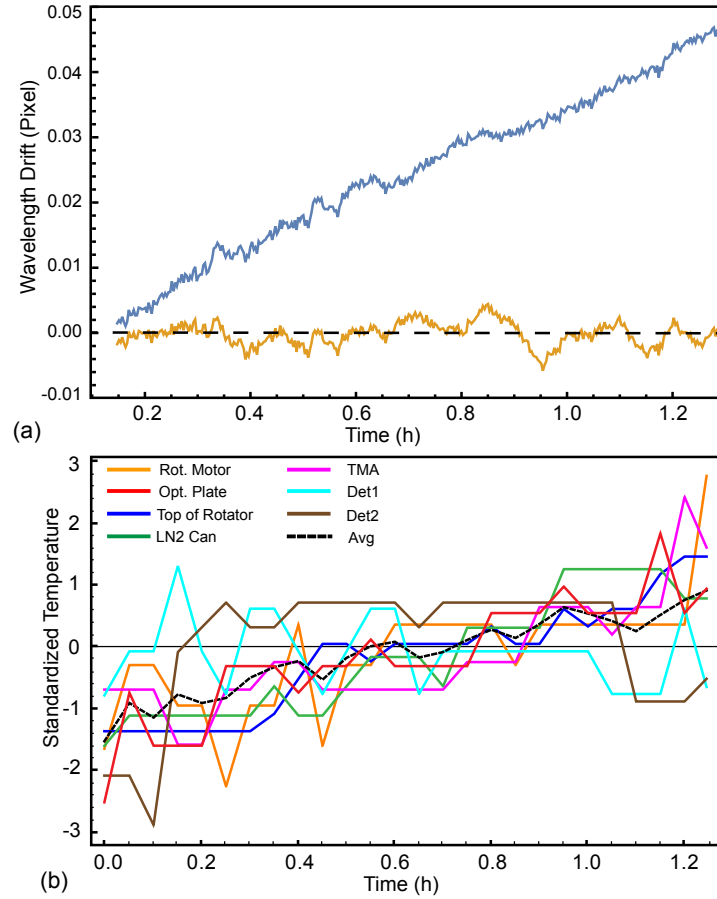 0.05
0.04
0.03
0.02
0.01
0.00
-0.01
Wavelength Drift (Pixel)
0.2 0.4 0.6 0.8 1.0 1.2
(a) Time (h)
3
2
1
0
-1
-2
-3
Standardized Temperature
Rot. Motor TMA
Opt. Plate Det1
Top of Rotator Det2
LN2 Can Avg
0.0 0.2 0.4 0.6 0.8 1.0 1.2
(b) Time (h)